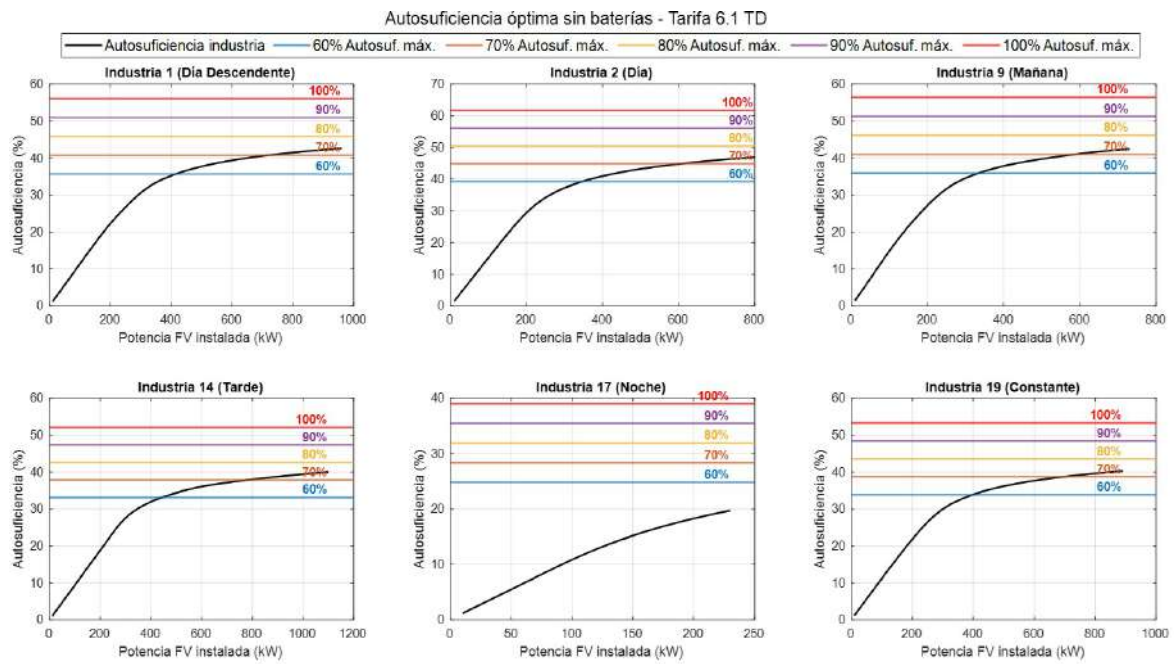 Autosuficiencia óptima sin baterías - Tarifa 6.1 TD
Autosuficiencia industria 60% Autosuf. máx. 70% Autosuf. máx. 80% Autosuf. máx. 90% Autosuf. máx. 100% Autosuf. máx.
Industria 1 (Día Descendente)
60
50
40
30
20
10
0
Autosuficiencia (%)
100%
90%
80%
70%
60%
0 200 400 600 800 1000
Potencia FV instalada (kW)
Industria 2 (Día)
70
60
50
40
30
20
10
0
Autosuficiencia (%)
100%
90%
80%
70%
60%
0 200 400 600 800
Potencia FV instalada (kW)
Industria 9 (Mañana)
60
50
40
30
20
10
0
Autosuficiencia (%)
100%
90%
80%
70%
60%
0 200 400 600 800
Potencia FV instalada (kW)
Industria 14 (Tarde)
60
50
40
30
20
10
0
Autosuficiencia (%)
100%
90%
80%
70%
60%
0 200 400 600 800 1000 1200
Potencia FV instalada (kW)
Industria 17 (Noche)
40
30
20
10
0
Autosuficiencia (%)
100%
90%
80%
70%
60%
0 50 100 150 200 250
Potencia FV instalada (kW)
Industria 19 (Constante)
60
50
40
30
20
10
0
Autosuficiencia (%)
100%
90%
80%
70%
60%
0 200 400 600 800 1000
Potencia FV instalada (kW)